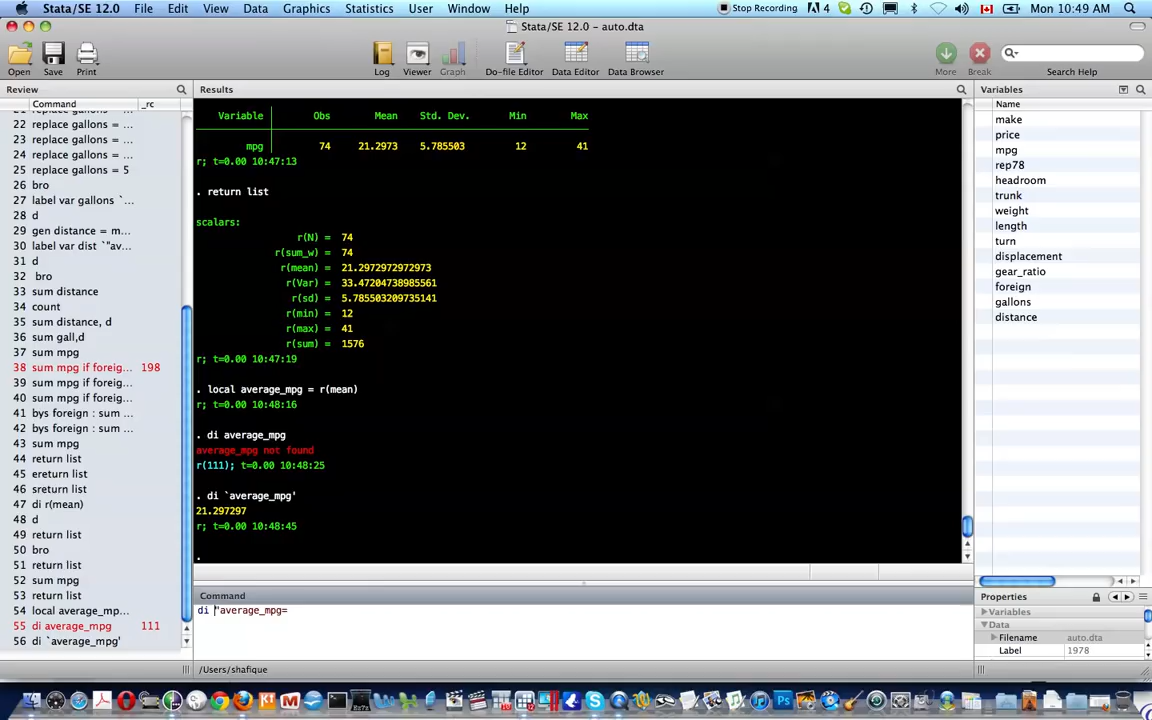 Stata/SE 12.0 File Edit View Data Graphics Statistics User Window Help Stop Recording 4 Mon 10:49 AM
Stata/SE 12.0 - auto.dta
Open Save Print Log Viewer Graph Do-file Editor Data Editor Data Browser More Break Search Help
Review
Command _rc
21 replace gallons = ...
22 replace gallons = ...
23 replace gallons = ...
24 replace gallons = ...
25 replace gallons = 5
26 bro
27 label var gallons `...
28 d
29 gen distance = m...
30 label var dist `"av...
31 d
32 bro
33 sum distance
34 count
35 sum distance, d
36 sum gall,d
37 sum mpg
38 sum mpg if foreig... 198
39 sum mpg if foreig...
40 sum mpg if foreig...
41 bys foreign : sum ...
42 bys foreign : sum ...
43 sum mpg
44 return list
45 ereturn list
46 sreturn list
47 di r(mean)
48 d
49 return list
50 bro
51 return list
52 sum mpg
53 return list
54 local average_mp...
55 di average_mpg 111
56 di `average_mpg'
Results
Variable Obs Mean Std. Dev. Min Max
mpg 74 21.2973 5.785503 12 41
r; t=0.00 10:47:13
. return list
scalars:
r(N) = 74
r(sum_w) = 74
r(mean) = 21.2972972972973
r(Var) = 33.47204738985561
r(sd) = 5.785503209735141
r(min) = 12
r(max) = 41
r(sum) = 1576
r; t=0.00 10:47:19
. local average_mpg = r(mean)
r; t=0.00 10:48:16
. di average_mpg
average_mpg not found
r(111); t=0.00 10:48:25
. di `average_mpg'
21.297297
r; t=0.00 10:48:45
.
Command
di "average_mpg=
/Users/shafique
Variables
Name
make
price
mpg
rep78
headroom
trunk
weight
length
turn
displacement
gear_ratio
foreign
gallons
distance
Properties
Variables
Data
Filename auto.dta
Label 1978